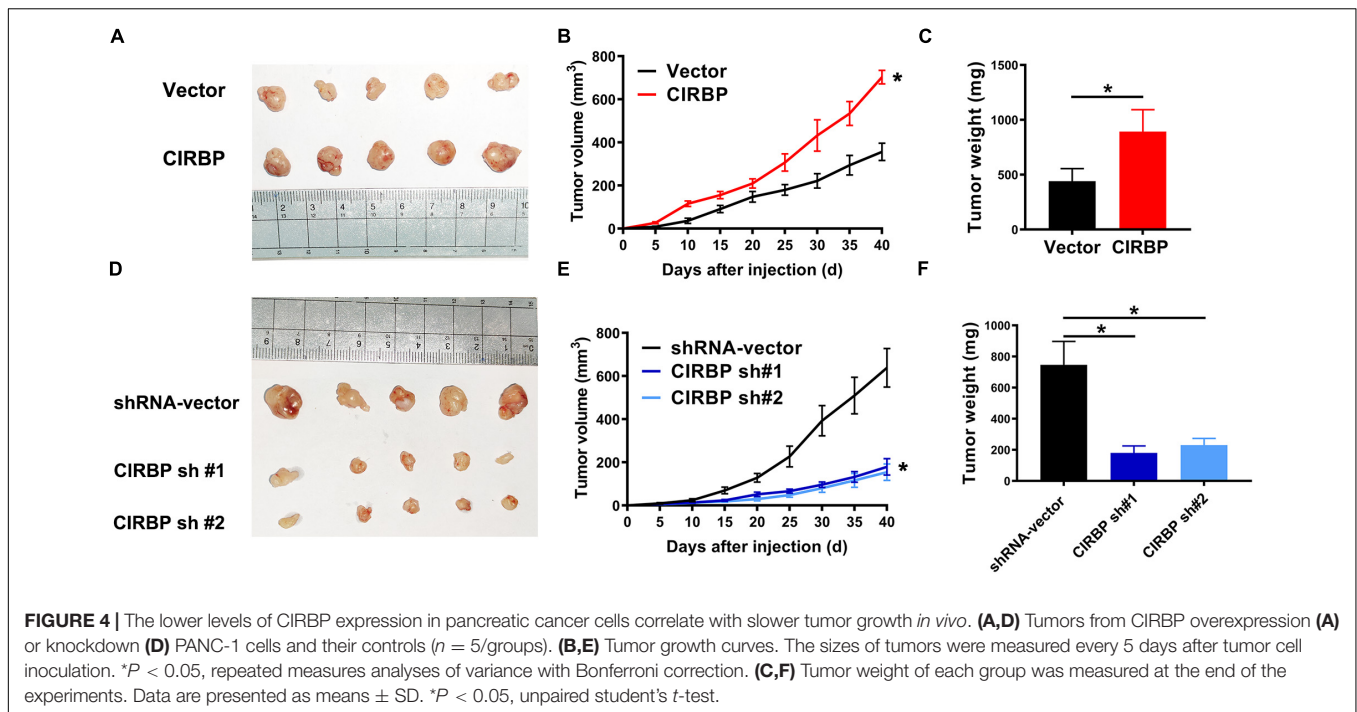 A
Vector
CIRBP
B
Tumor volume (mm3)
800
600
400
200
0
Vector
CIRBP
*
0 5 10 15 20 25 30 35 40
Days after injection (d)
C
Tumor weight (mg)
1500
1000
500
0
*
Vector CIRBP
D
shRNA-vector
CIRBP sh #1
CIRBP sh #2
E
Tumor volume (mm3)
800
600
400
200
0
shRNA-vector
CIRBP sh#1
CIRBP sh#2
*
0 5 10 15 20 25 30 35 40
Days after injection (d)
F
Tumor weight (mg)
1000
800
600
400
200
0
*
*
shRNA-vector
CIRBP sh#1
CIRBP sh#2
FIGURE 4 | The lower levels of CIRBP expression in pancreatic cancer cells correlate with slower tumor growth in vivo. (A,D) Tumors from CIRBP overexpression (A)
or knockdown (D) PANC-1 cells and their controls (n = 5/groups). (B,E) Tumor growth curves. The sizes of tumors were measured every 5 days after tumor cell
inoculation. *P < 0.05, repeated measures analyses of variance with Bonferroni correction. (C,F) Tumor weight of each group was measured at the end of the
experiments. Data are presented as means ± SD. *P < 0.05, unpaired student's t-test.